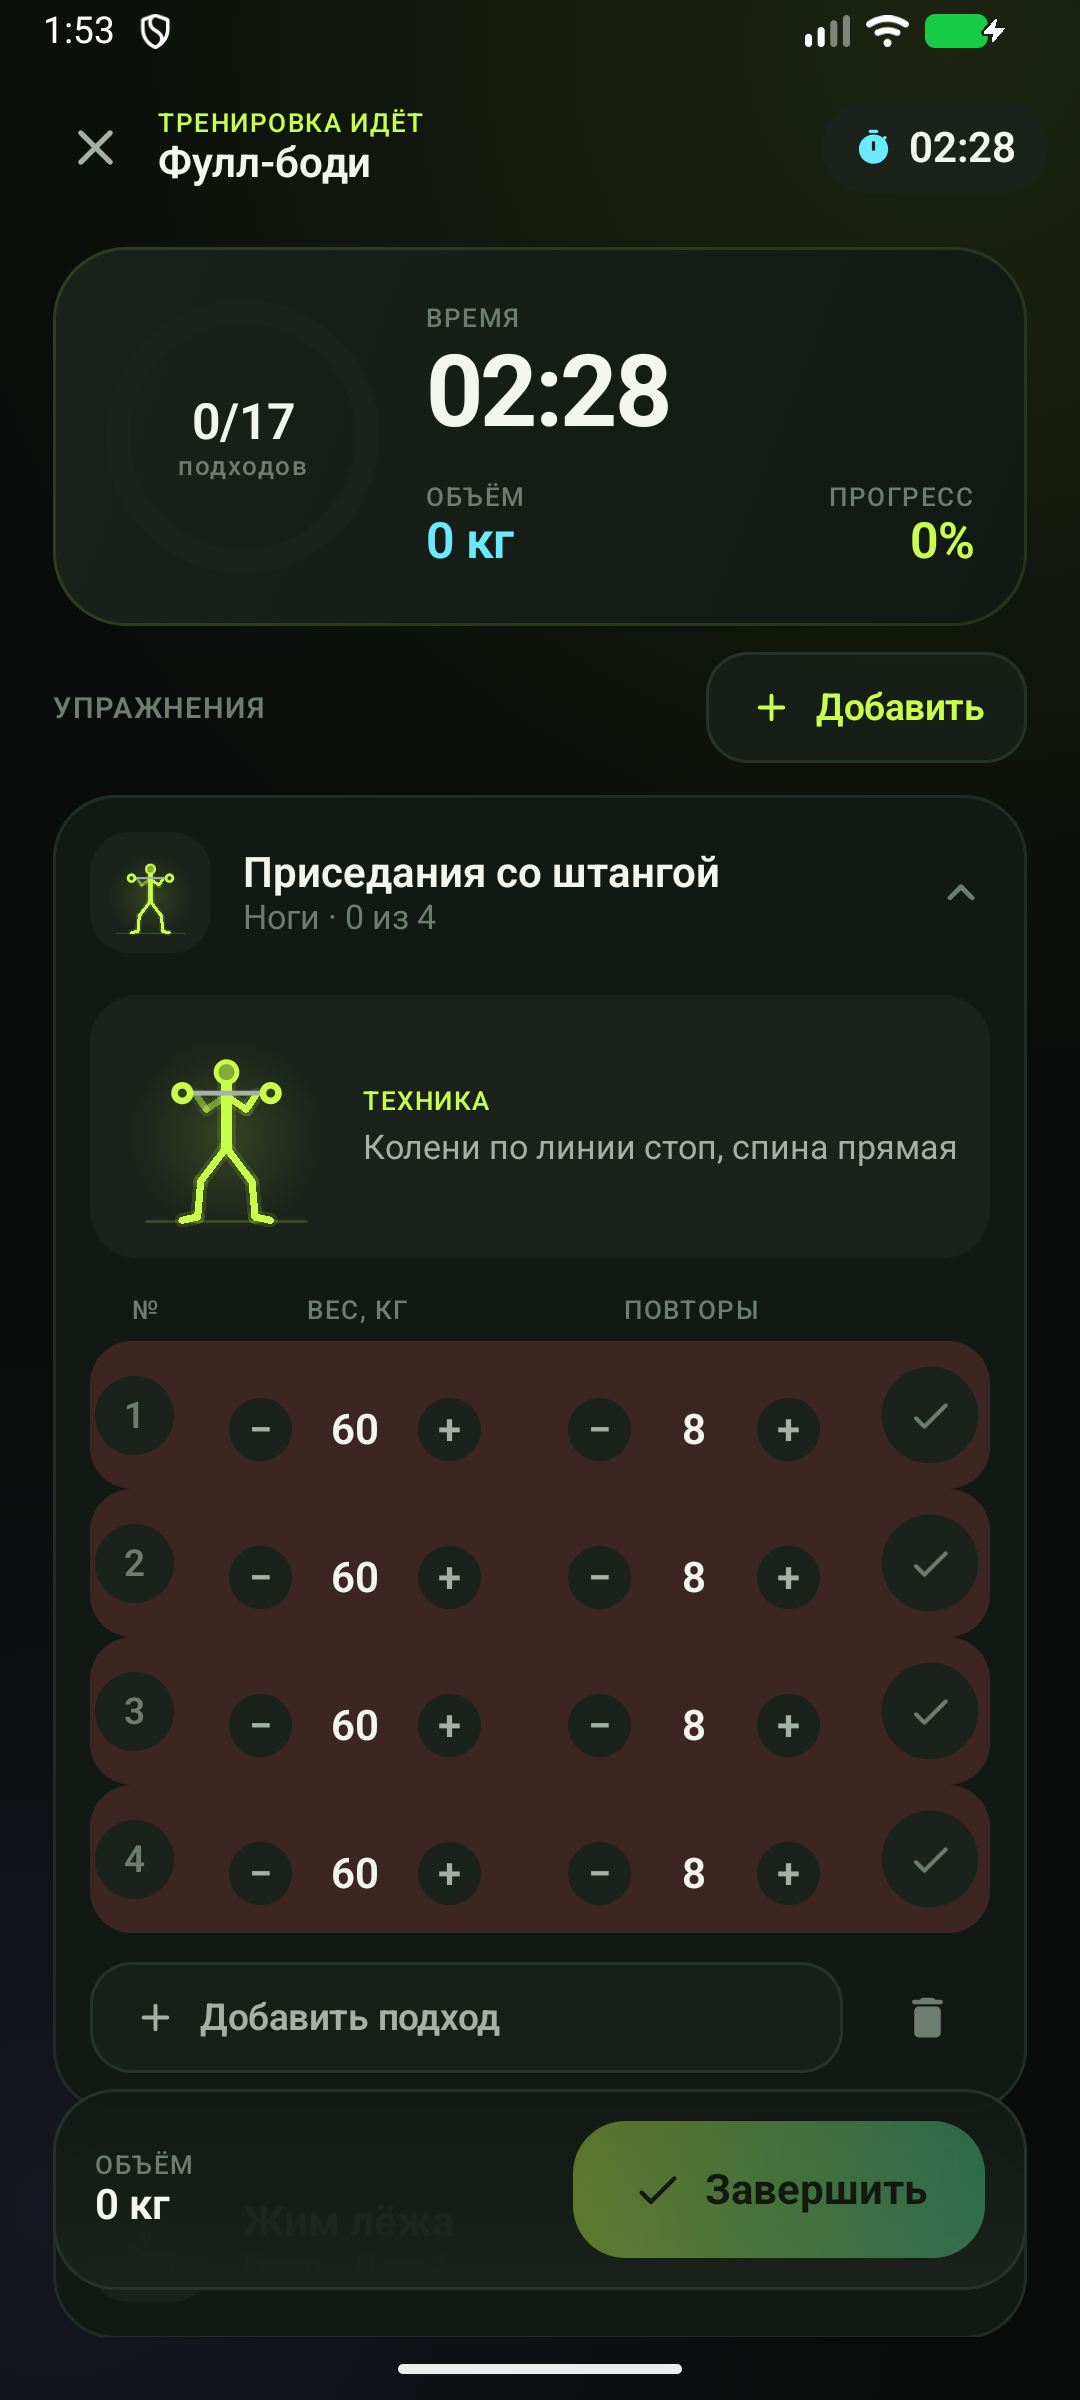 1:53
ТРЕНИРОВКА ИДЁТ
Фулл-боди
02:28
ВРЕМЯ
02:28
0/17
подходов
ОБЪЁМ
ПРОГРЕСС
0 кг
0%
УПРАЖНЕНИЯ
+ Добавить
Приседания со штангой
Ноги · 0 из 4
ТЕХНИКА
Колени по линии стоп, спина прямая
№ ВЕС, КГ ПОВТОРЫ
1 − 60 + − 8 +
2 − 60 + − 8 +
3 − 60 + − 8 +
4 − 60 + − 8 +
+ Добавить подход
ОБЪЁМ
0 кг
Завершить
Жим лёжа